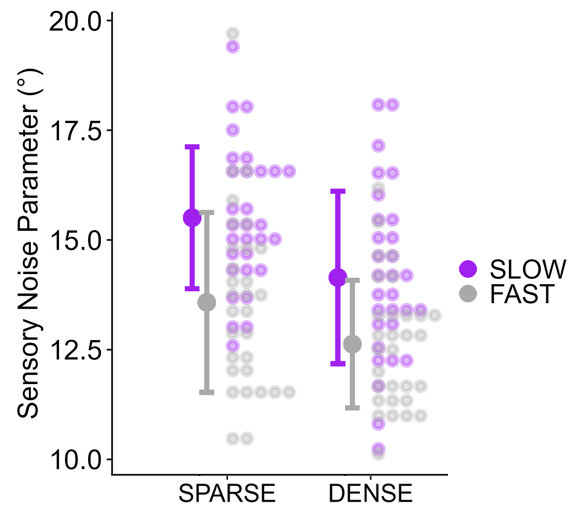 Sensory Noise Parameter (°)
20.0
17.5
15.0
12.5
10.0
SPARSE
DENSE
SLOW
FAST